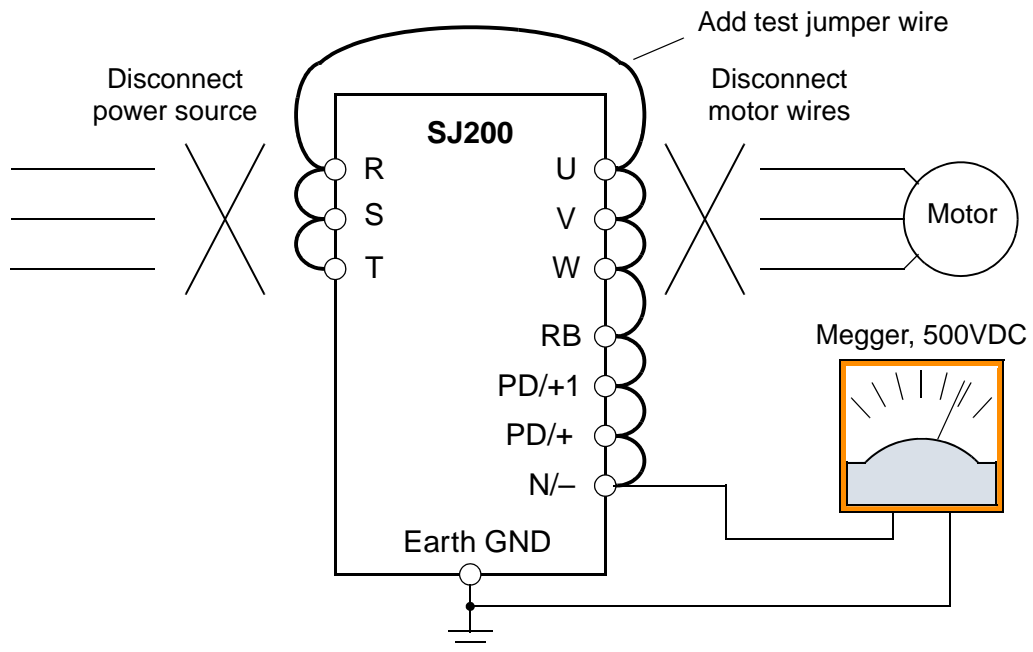 Add test jumper wire
Disconnect
power source
Disconnect
motor wires
SJ200
R
S
T
U
V
W
RB
PD/+1
PD/+
N/–
Earth GND
Motor
Megger, 500VDC